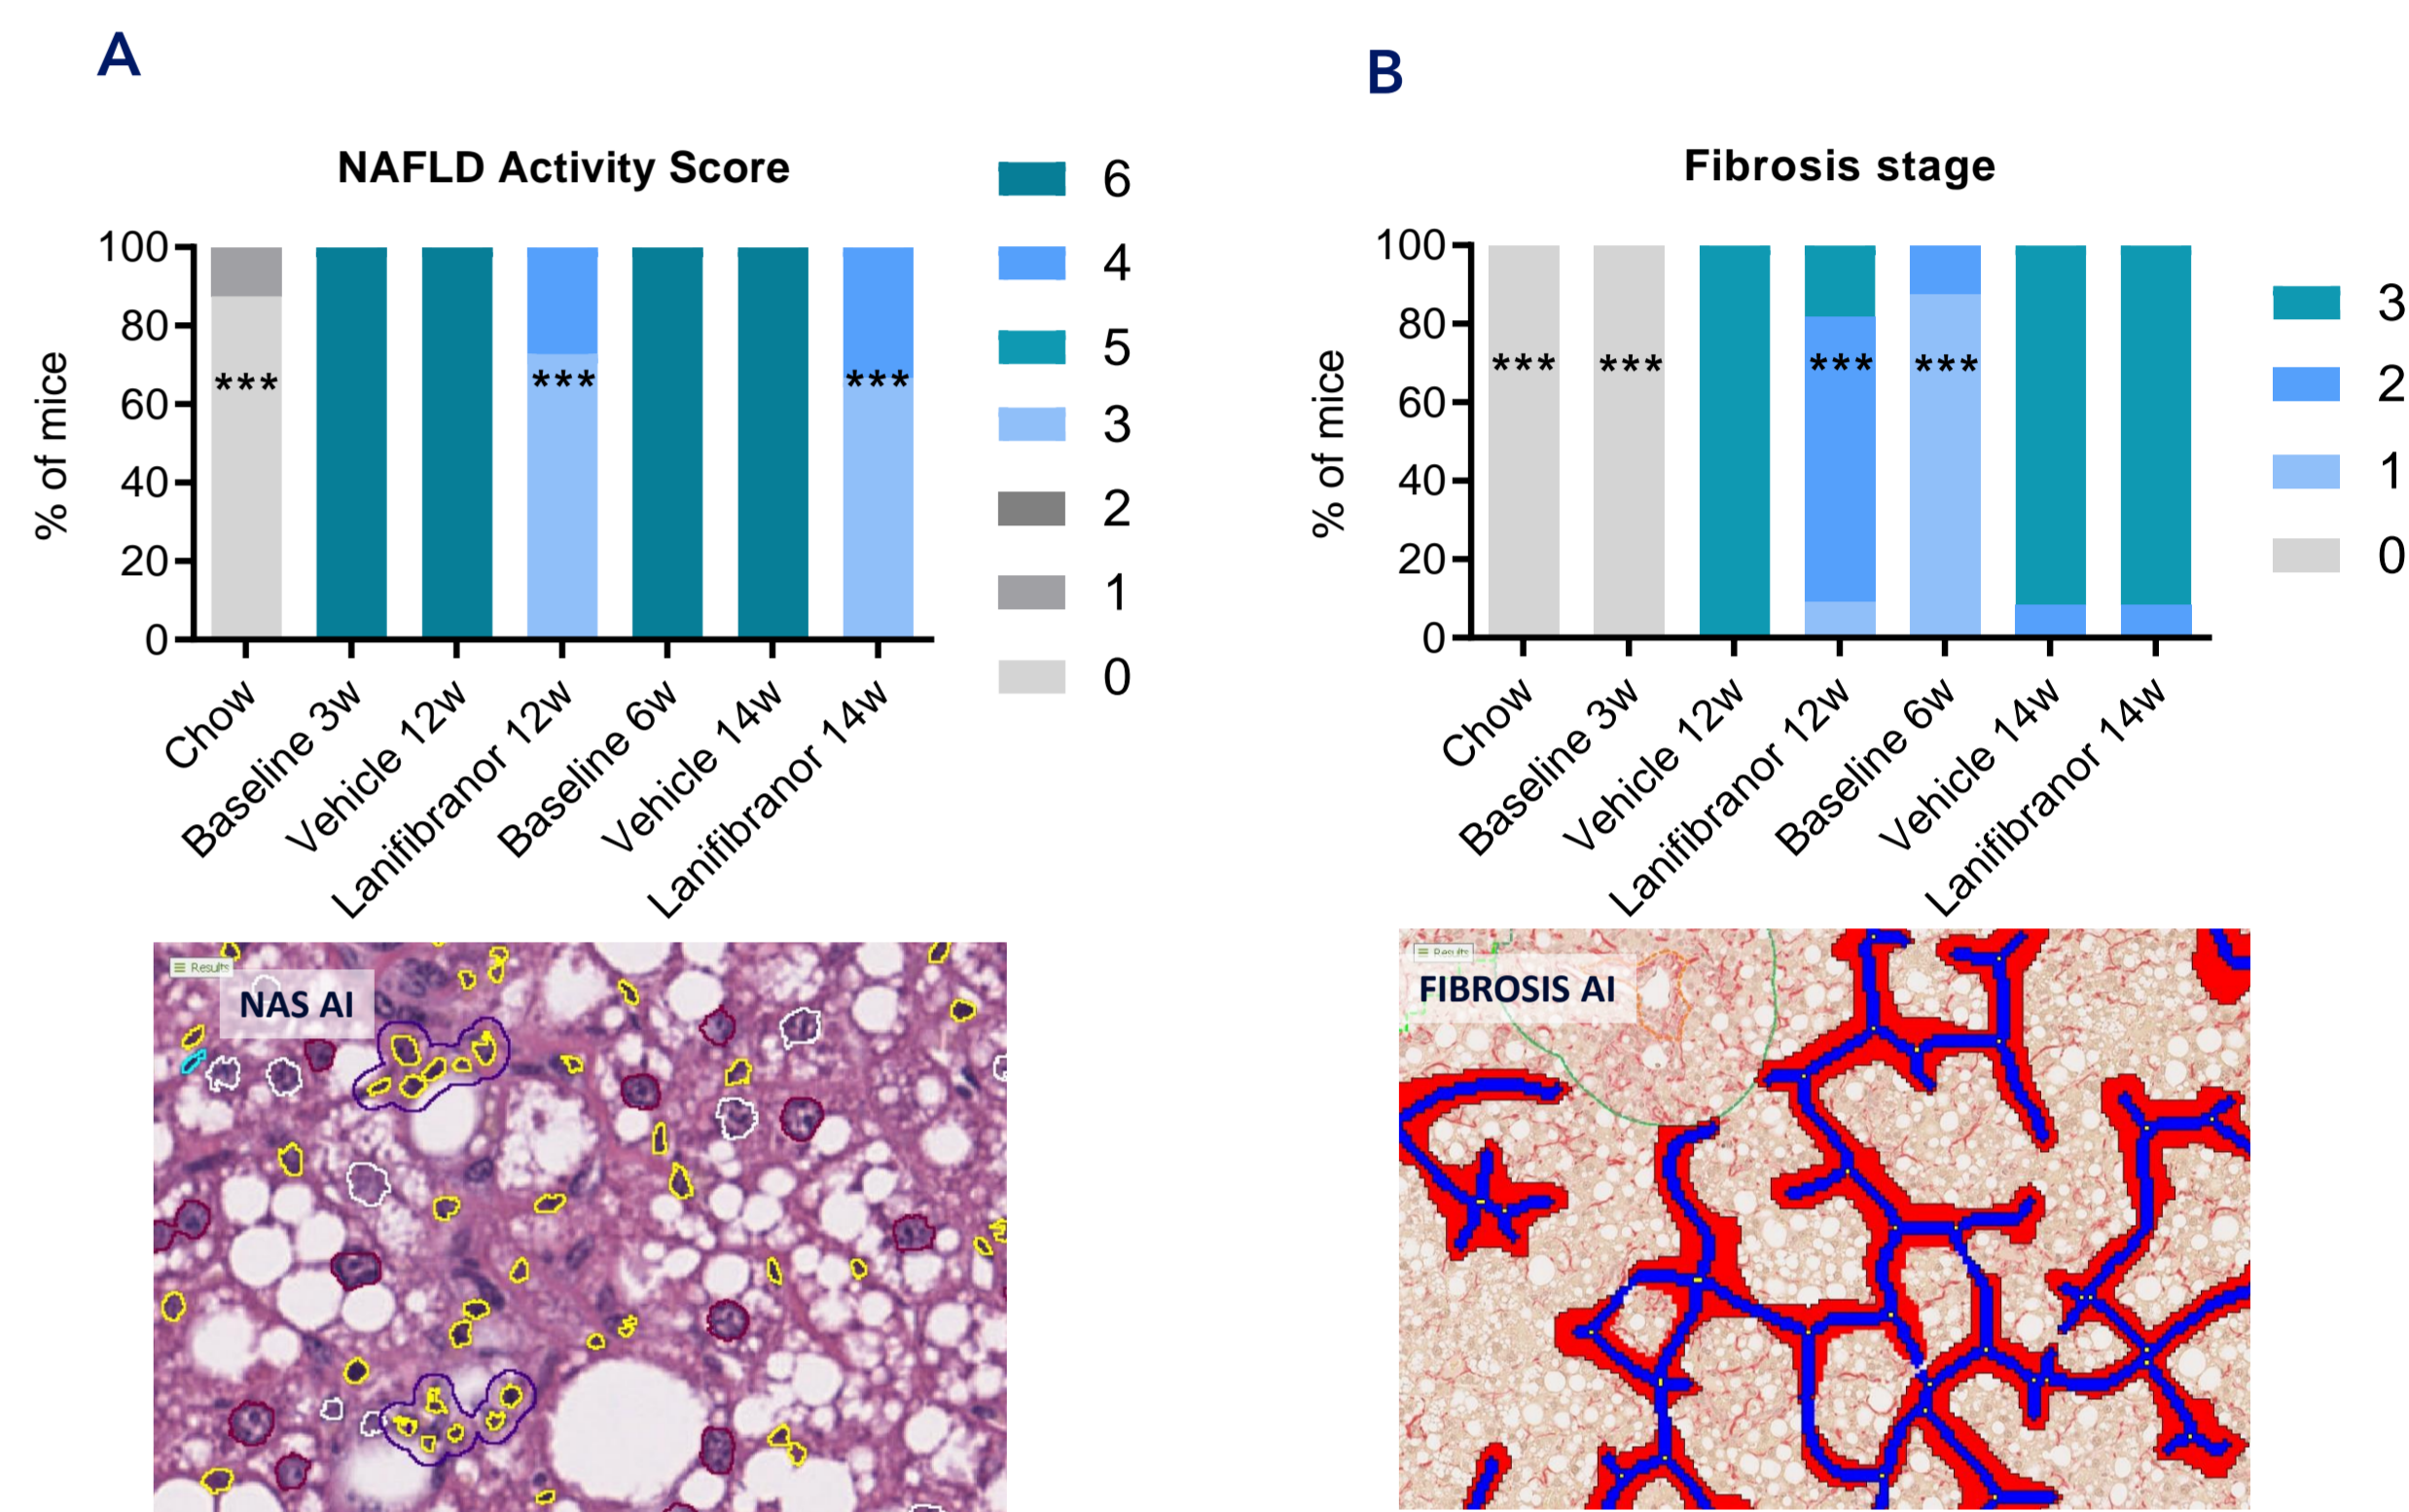 A
B
NAFLD Activity Score
6
4
5
3
2
1
0
% of mice
100
80
60
40
20
0
***
***
***
Chow
Baseline 3w
Vehicle 12w
Lanifibranor 12w
Baseline 6w
Vehicle 14w
Lanifibranor 14w
Fibrosis stage
3
2
1
0
% of mice
100
80
60
40
20
0
***
***
***
***
Chow
Baseline 3w
Vehicle 12w
Lanifibranor 12w
Baseline 6w
Vehicle 14w
Lanifibranor 14w
Results
NAS AI
Results
FIBROSIS AI